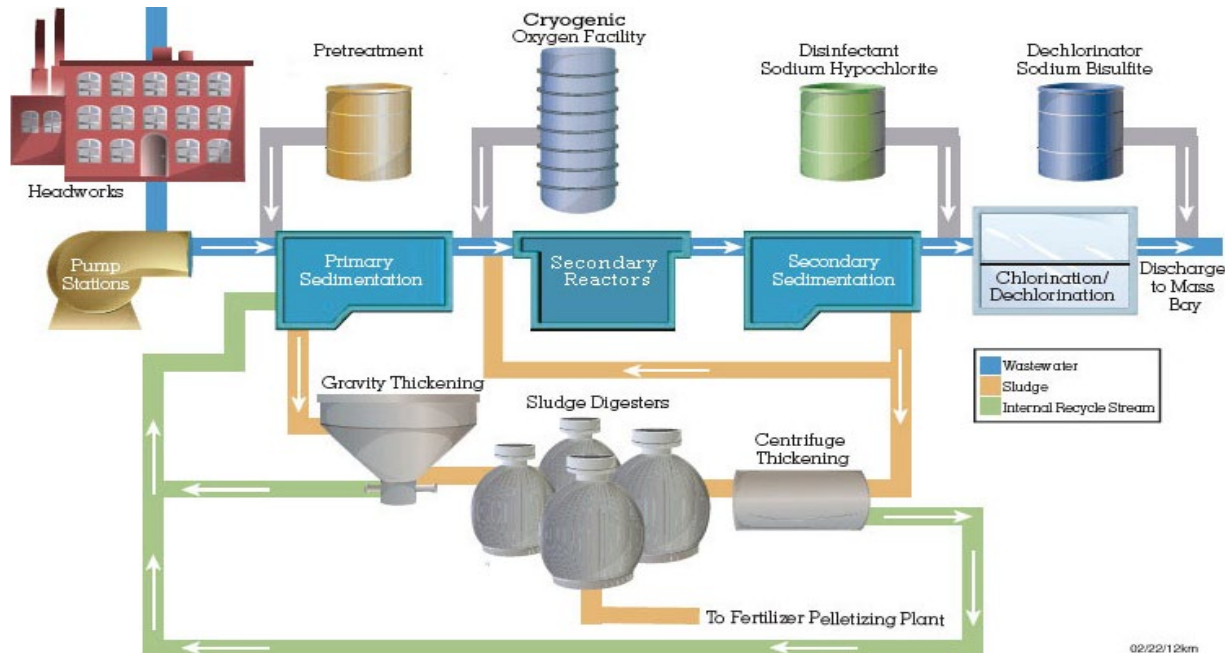 Cryogenic
Oxygen Facility
Pretreatment
Disinfectant
Sodium Hypochlorite
Dechlorinator
Sodium Bisulfite
Headworks
Pump
Stations
Primary
Sedimentation
Secondary
Reactors
Secondary
Sedimentation
Chlorination/
Dechlorination
Discharge
to Mass
Bay
Wastewater
Sludge
Internal Recycle Stream
Gravity Thickening
Sludge Digesters
Centrifuge
Thickening
To Fertilizer Pelletizing Plant
02/22/12km